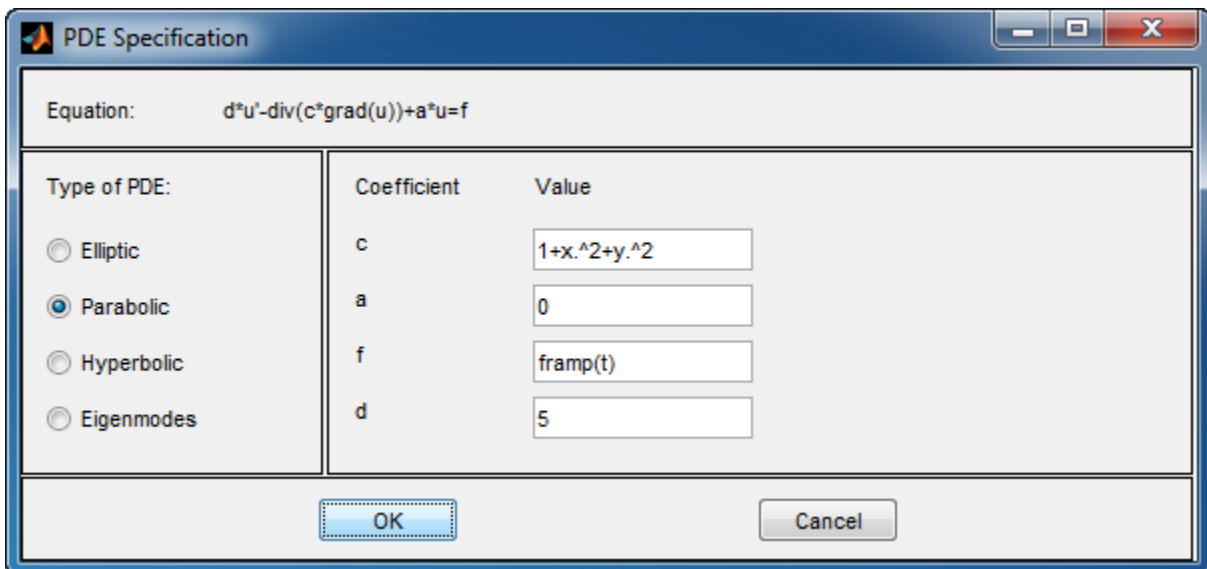 PDE Specification
Equation: d*u'-div(c*grad(u))+a*u=f
Type of PDE:
Elliptic
Parabolic
Hyperbolic
Eigenmodes
Coefficient Value
c 1+x.^2+y.^2
a 0
f framp(t)
d 5
OK Cancel